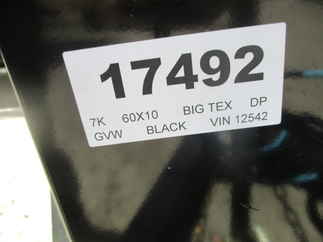 17492
7K 60X10 BIG TEX DP
GVW BLACK VIN 12542